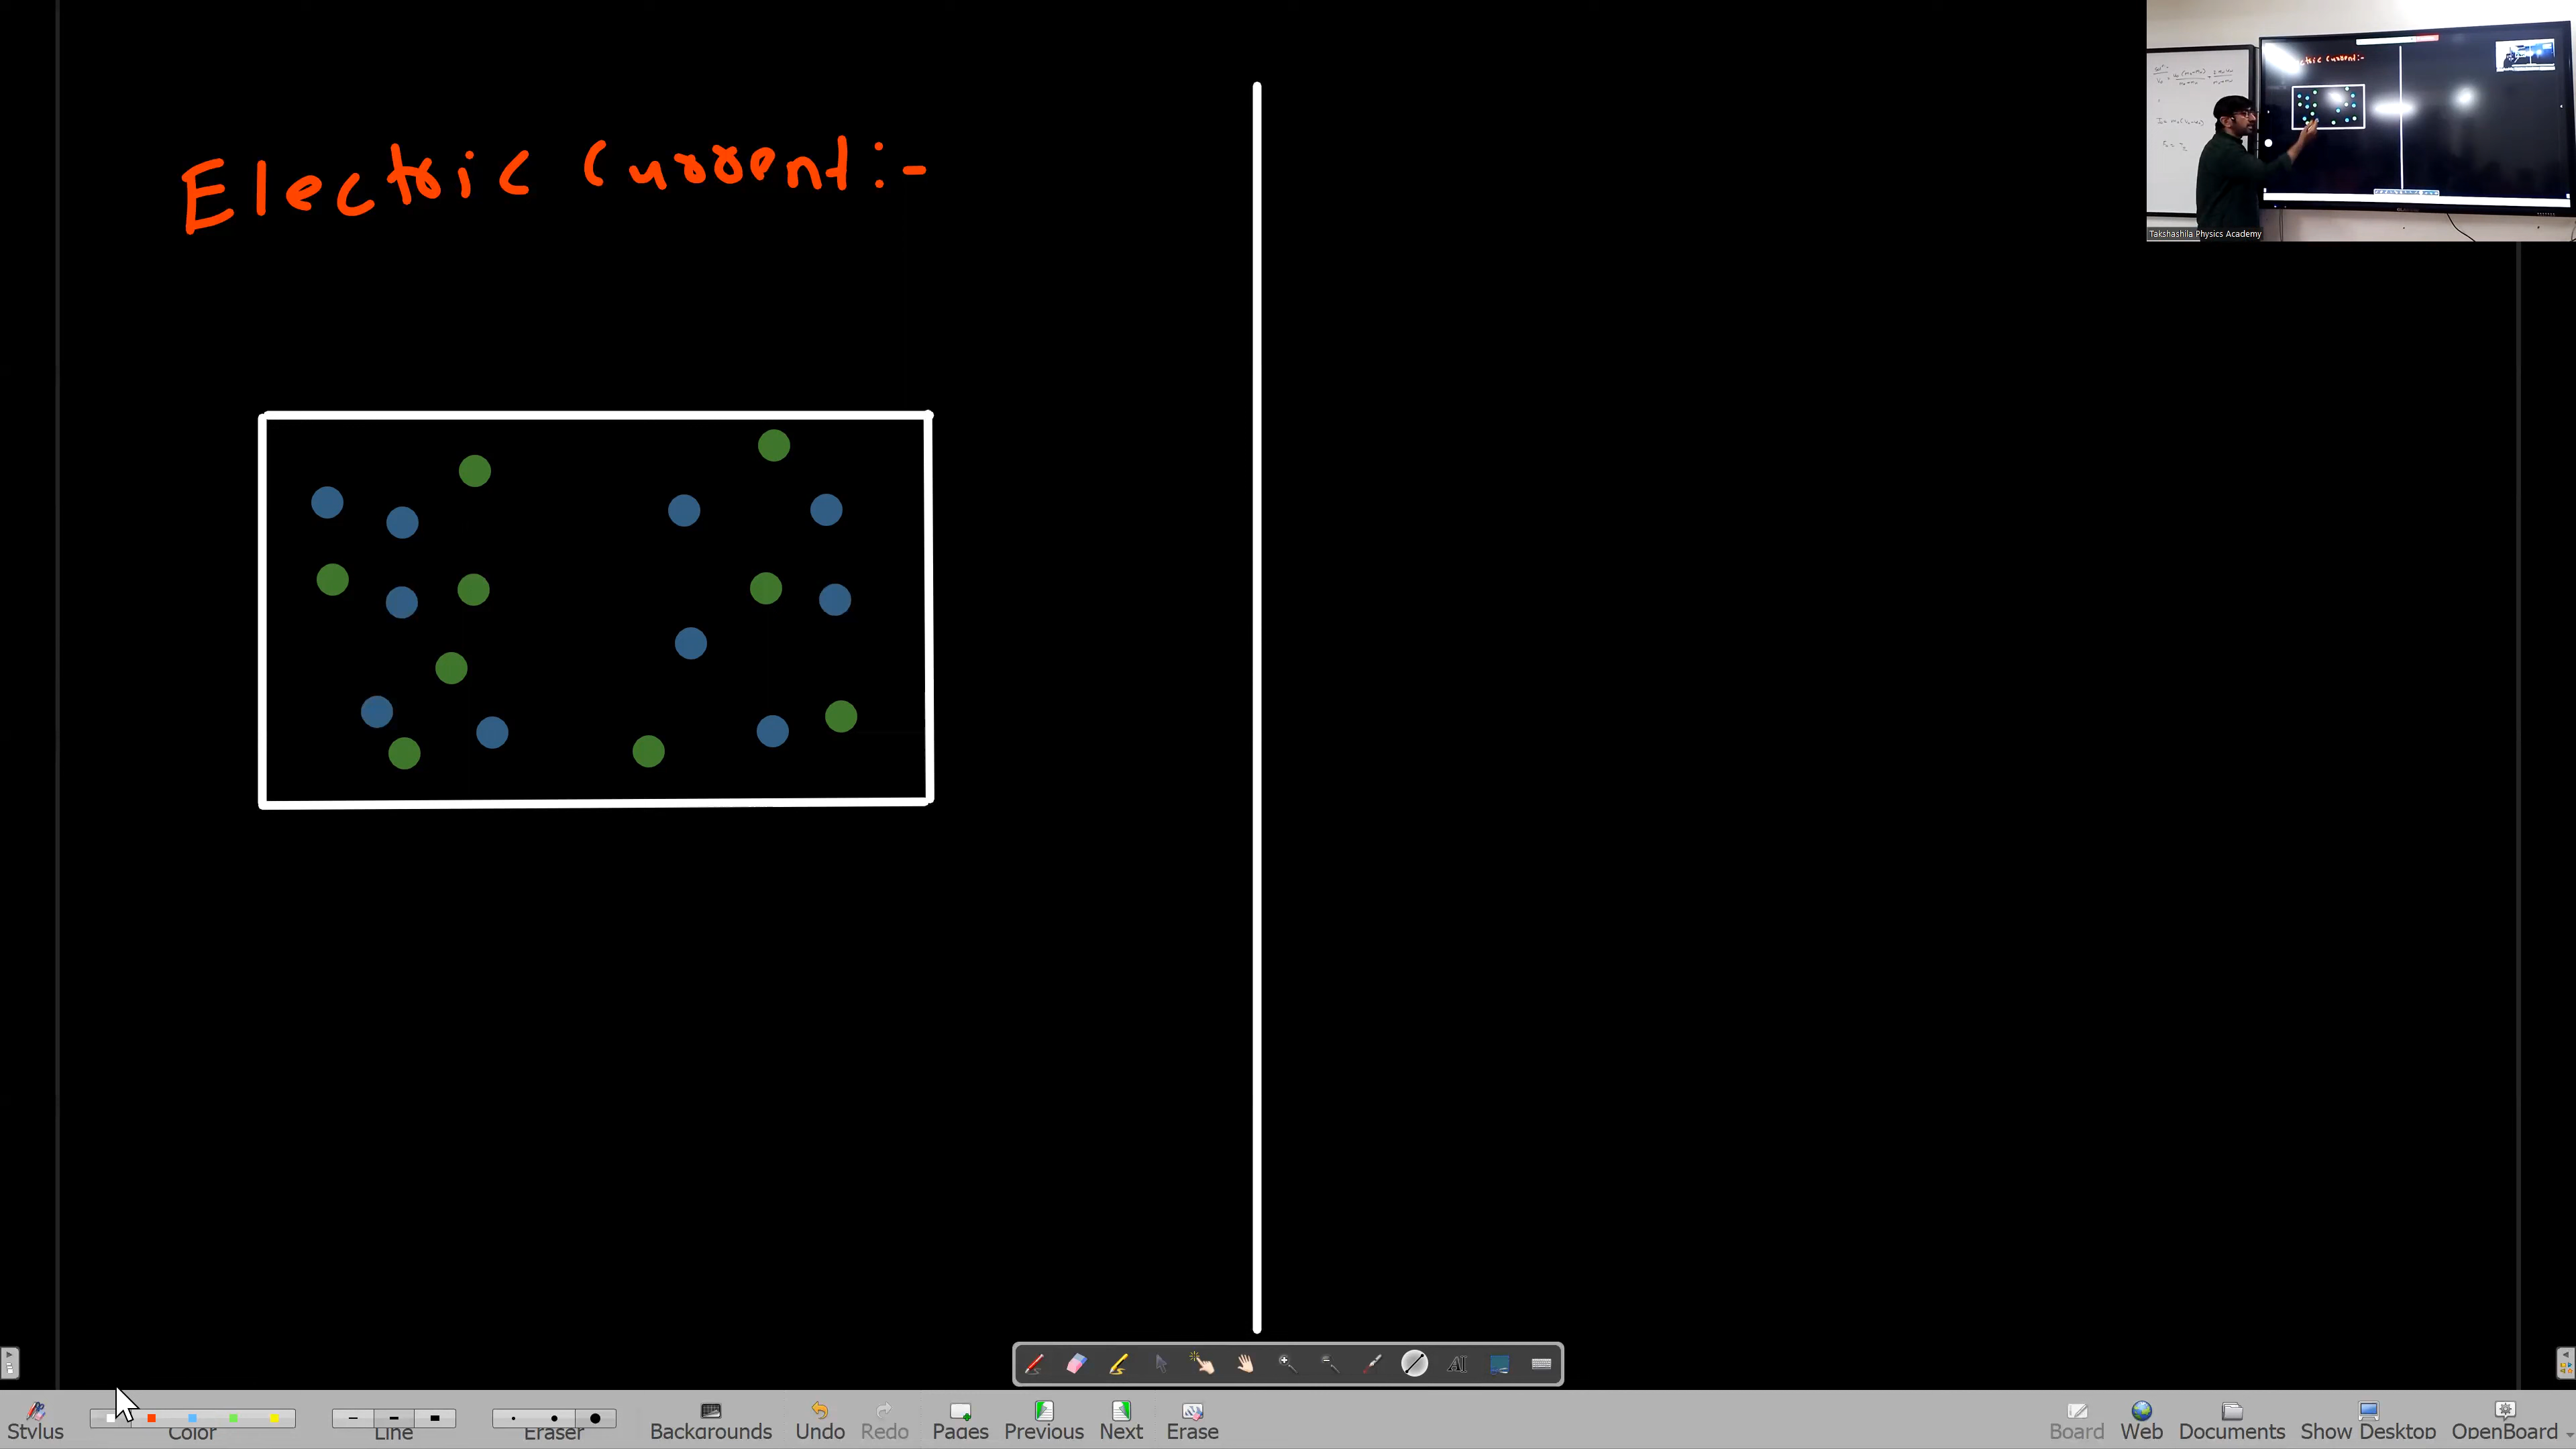 Electric Current:-
Takshashila Physics Academy
AI
Stylus
Color
Line
Eraser
Backgrounds
Undo
Redo
Pages
Previous
Next
Erase
Board
Web
Documents
Show Desktop
OpenBoard